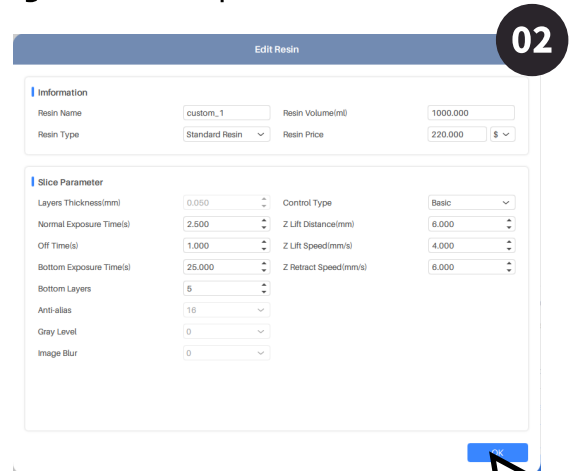 02
Edit Resin
Imformation
Resin Name custom_1 Resin Volume(ml) 1000.000
Resin Type Standard Resin Resin Price 220.000 $
Slice Parameter
Layers Thickness(mm) 0.050 Control Type Basic
Normal Exposure Time(s) 2.500 Z Lift Distance(mm) 6.000
Off Time(s) 1.000 Z Lift Speed(mm/s) 4.000
Bottom Exposure Time(s) 25.000 Z Retract Speed(mm/s) 6.000
Bottom Layers 5
Anti-alias 16
Gray Level 0
Image Blur 0
OK